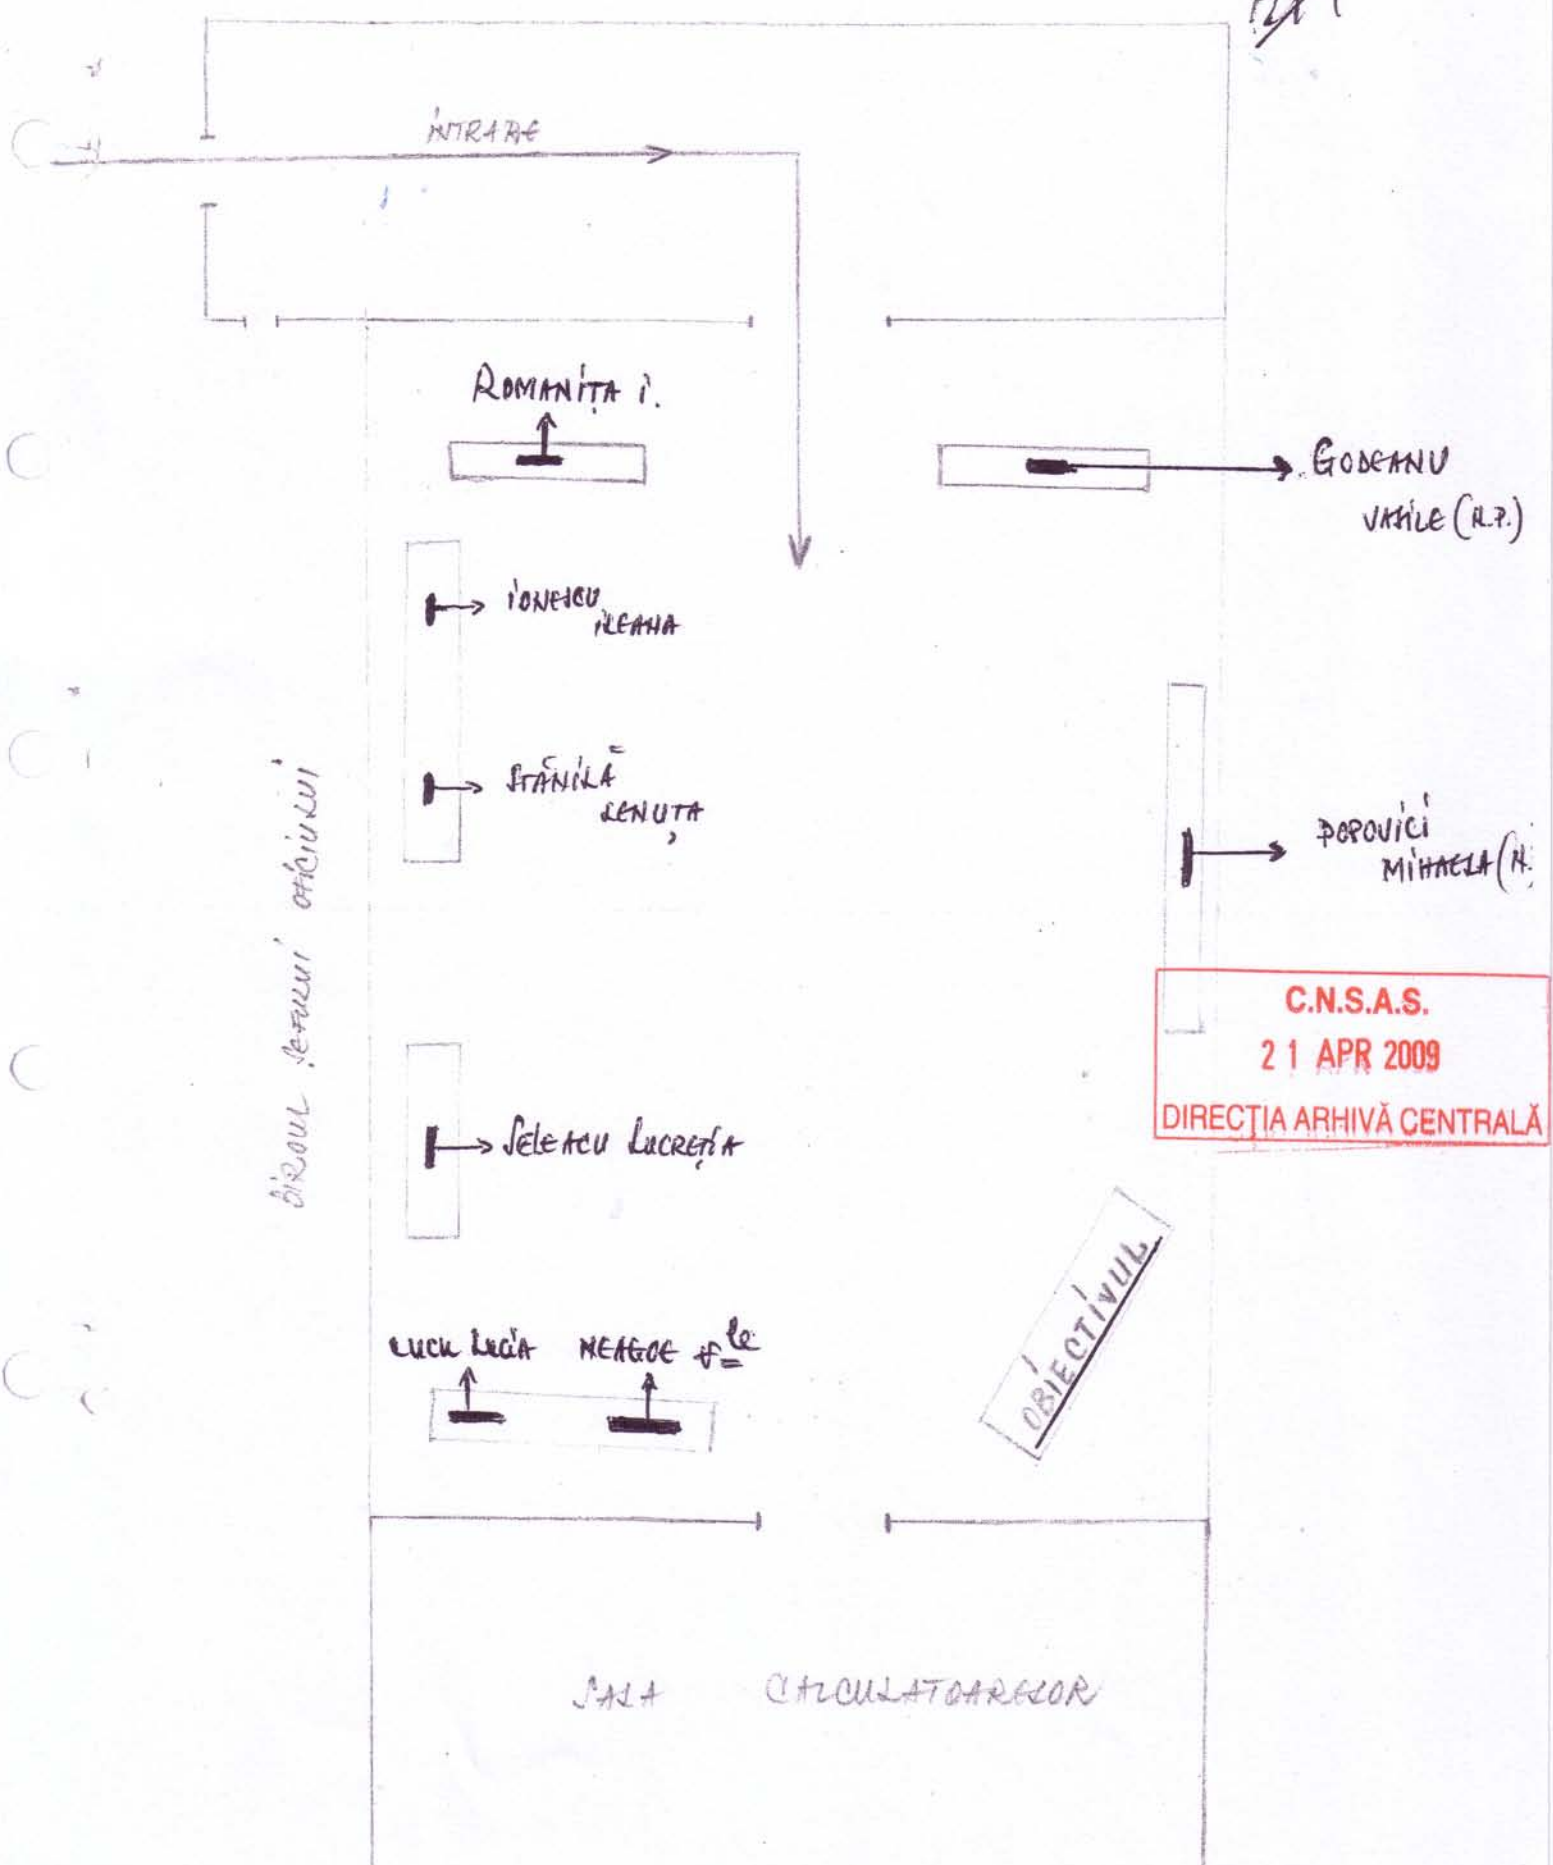 INTRARE
ROMANIȚA I.
GODEANU
VASILE (N.P.)
IONESCU
ILEANA
STĂNILĂ
LENUȚA
POPOVICI
MIHAELA (N.
BIROUL ȘEFULUI OFICIULUI
C.N.S.A.S.
21 APR 2009
DIRECȚIA ARHIVĂ CENTRALĂ
SELEACU LUCREȚIA
OBIECTIVUL
LUCIA NEAGOE
SALA CALCULATOARELOR